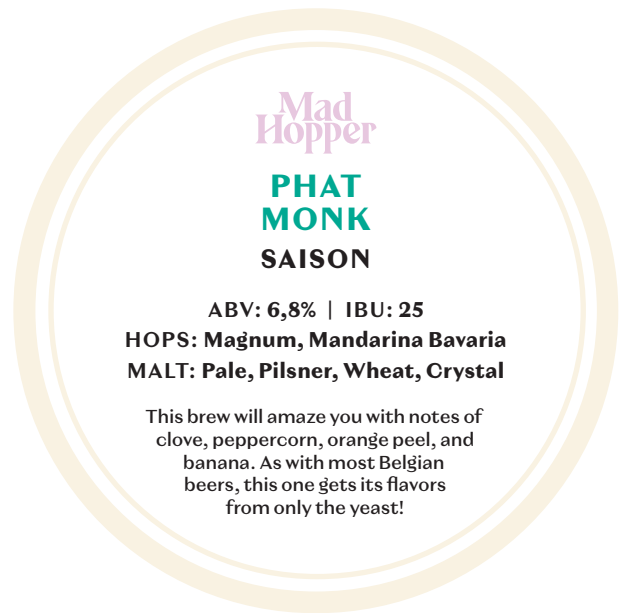 Mad
Hopper
PHAT
MONK
SAISON
ABV: 6,8% | IBU: 25
HOPS: Magnum, Mandarina Bavaria
MALT: Pale, Pilsner, Wheat, Crystal
This brew will amaze you with notes of
clove, peppercorn, orange peel, and
banana. As with most Belgian
beers, this one gets its flavors
from only the yeast!